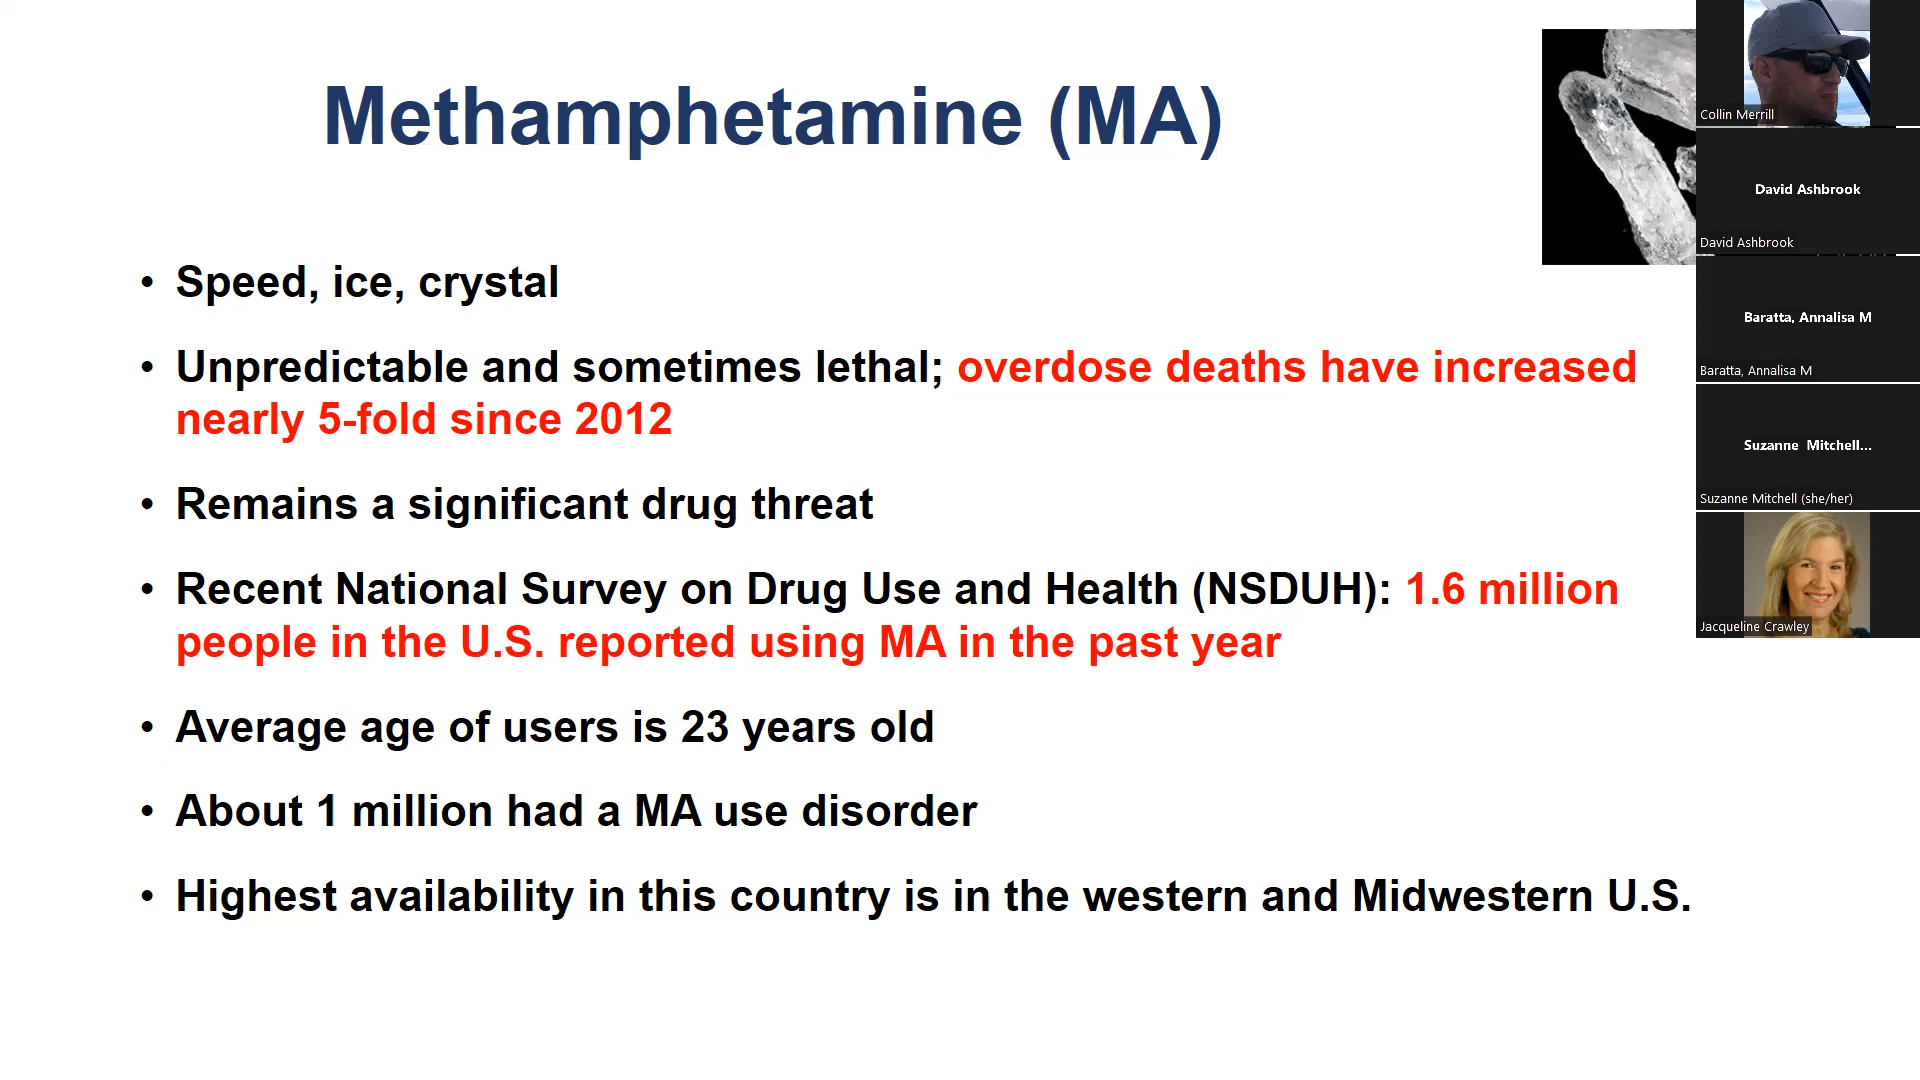 Methamphetamine (MA)
• Speed, ice, crystal
• Unpredictable and sometimes lethal; overdose deaths have increased
nearly 5-fold since 2012
• Remains a significant drug threat
• Recent National Survey on Drug Use and Health (NSDUH): 1.6 million
people in the U.S. reported using MA in the past year
• Average age of users is 23 years old
• About 1 million had a MA use disorder
• Highest availability in this country is in the western and Midwestern U.S.
Collin Merrill
David Ashbrook
David Ashbrook
Baratta, Annalisa M
Baratta, Annalisa M
Suzanne Mitchell...
Suzanne Mitchell (she/her)
Jacqueline Crawley